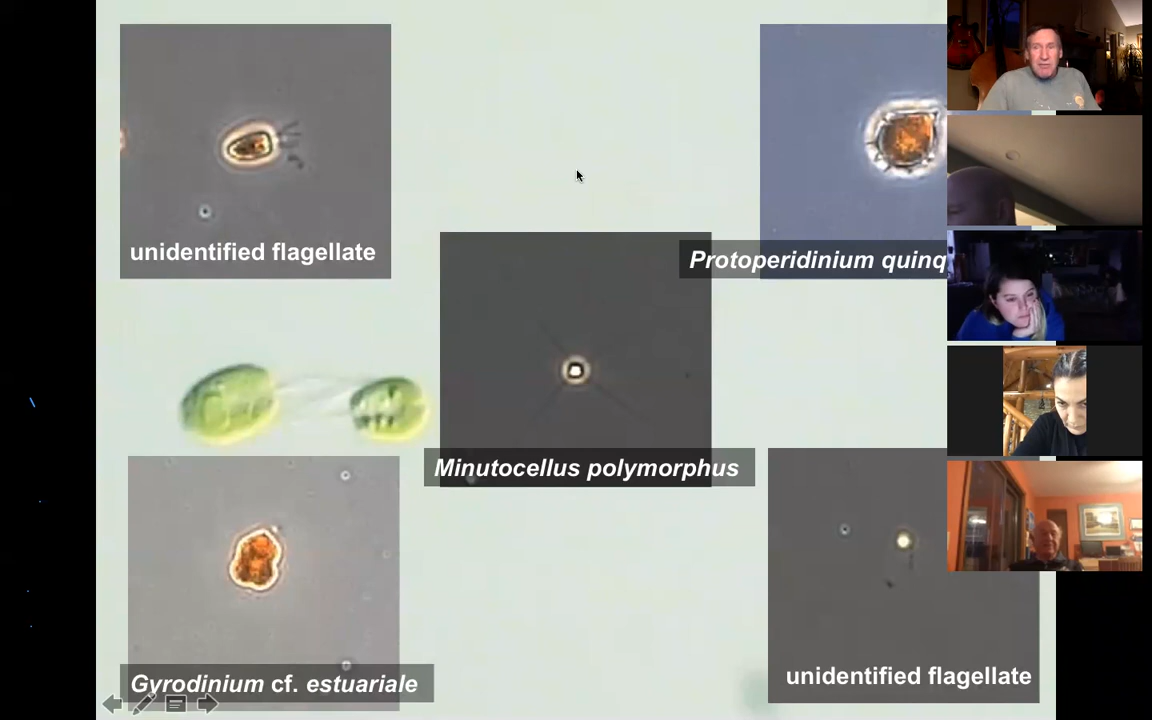 unidentified flagellate
Protoperidinium quinq
Minutocellus polymorphus
Gyrodinium cf. estuariale
unidentified flagellate